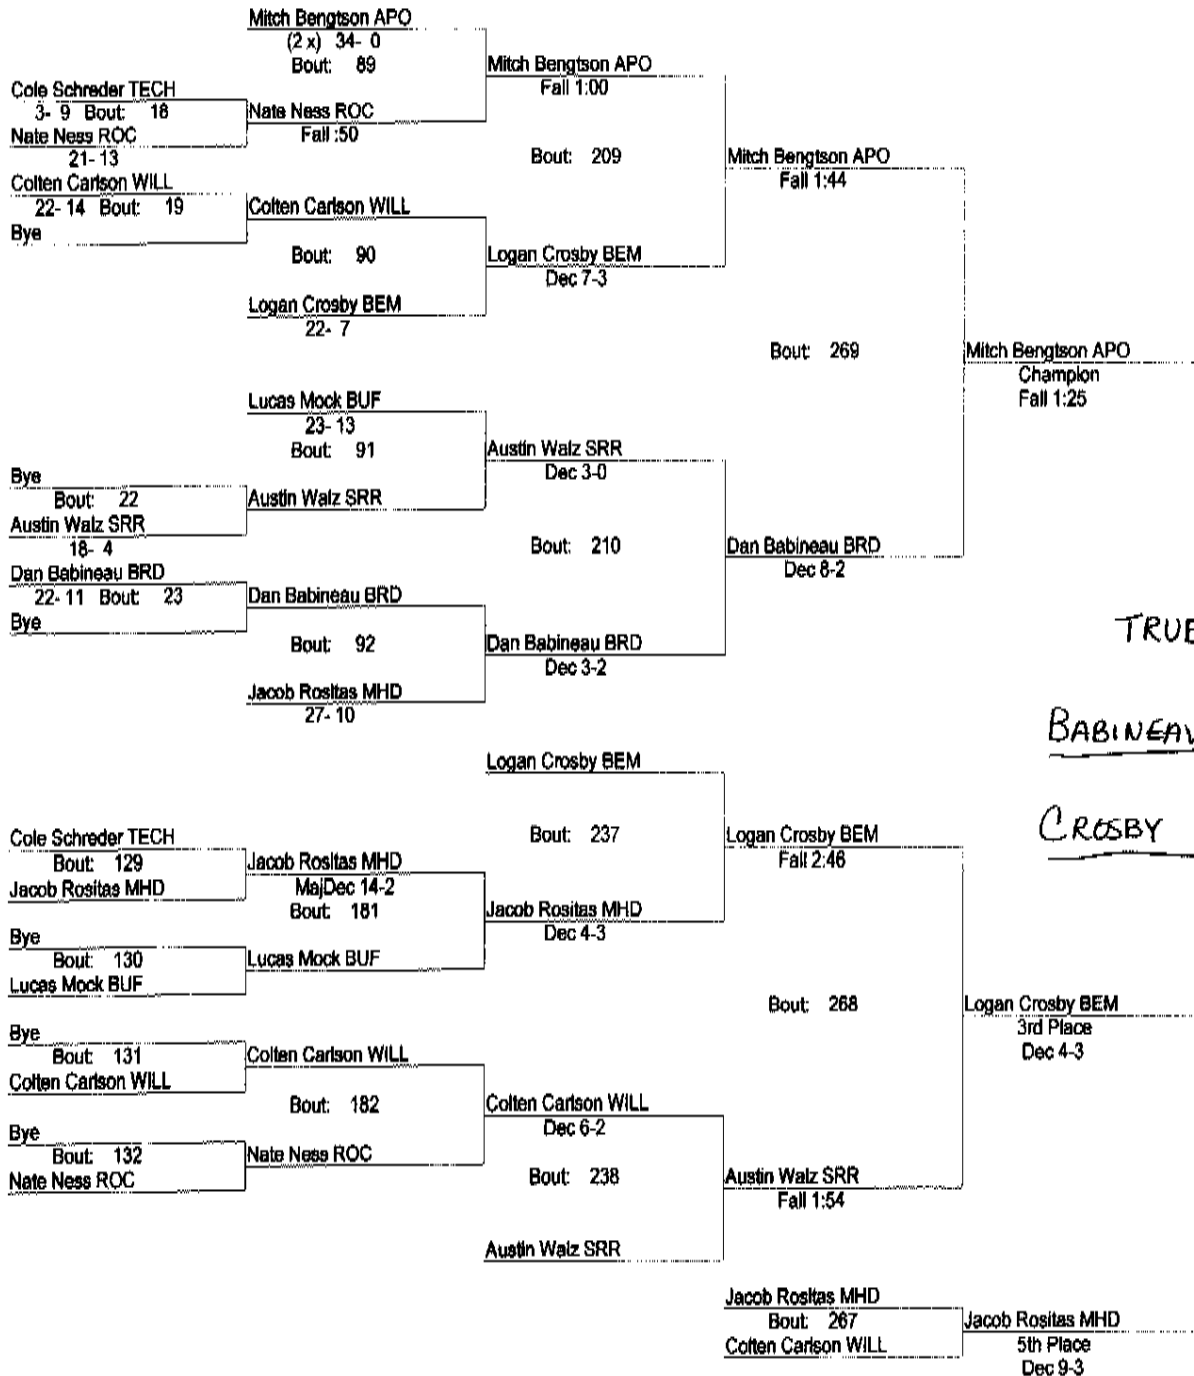 Mitch Bengtson APO
(2 x) 34- 0
Bout: 89
Mitch Bengtson APO
Fall 1:00
Cole Schreder TECH
3- 9 Bout: 18
Nate Ness ROC
Fall :50
Nate Ness ROC
21- 13
Bout: 209
Mitch Bengtson APO
Fall 1:44
Colten Carlson WILL
22- 14 Bout: 19
Colten Carlson WILL
Bye
Bout: 90
Logan Crosby BEM
Dec 7-3
Logan Crosby BEM
22- 7
Bout: 269
Mitch Bengtson APO
Champion
Fall 1:25
Lucas Mock BUF
23- 13
Bout: 91
Austin Walz SRR
Dec 3-0
Bye
Bout: 22
Austin Walz SRR
Austin Walz SRR
18- 4
Bout: 210
Dan Babineau BRD
Dec 8-2
Dan Babineau BRD
22- 11 Bout: 23
Dan Babineau BRD
Bye
Bout: 92
Dan Babineau BRD
Dec 3-2
Jacob Rositas MHD
27- 10
TRUE
BABINEAU
CROSBY
Logan Crosby BEM
Bout: 237
Logan Crosby BEM
Fall 2:46
Cole Schreder TECH
Bout: 129
Jacob Rositas MHD
Jacob Rositas MHD
MajDec 14-2
Bout: 181
Jacob Rositas MHD
Dec 4-3
Bye
Bout: 130
Lucas Mock BUF
Lucas Mock BUF
Bout: 268
Logan Crosby BEM
3rd Place
Dec 4-3
Bye
Bout: 131
Colten Carlson WILL
Colten Carlson WILL
Bout: 182
Colten Carlson WILL
Dec 6-2
Bye
Bout: 132
Nate Ness ROC
Nate Ness ROC
Bout: 238
Austin Walz SRR
Fall 1:54
Austin Walz SRR
Jacob Rositas MHD
Bout: 267
Colten Carlson WILL
Jacob Rositas MHD
5th Place
Dec 9-3